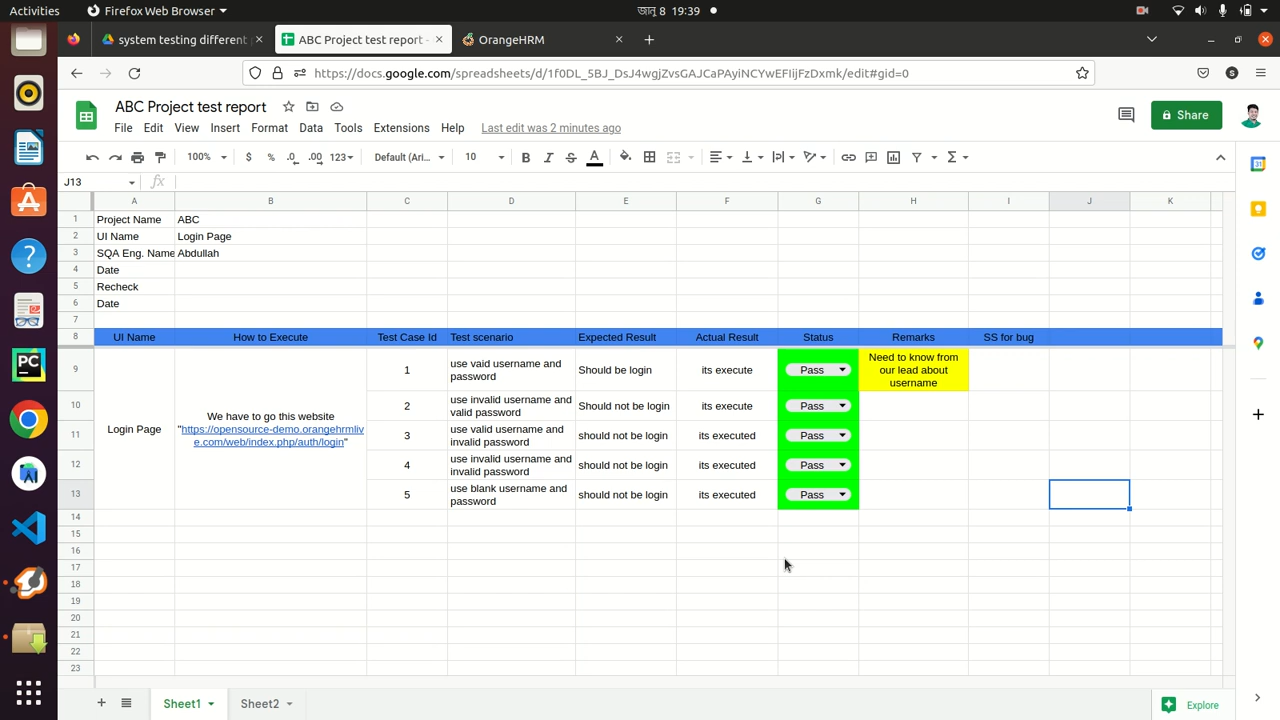 Activities
Firefox Web Browser
জানু 8 19:39
system testing different
ABC Project test report -
OrangeHRM
https://docs.google.com/spreadsheets/d/1f0DL_5BJ_DsJ4wgjZvsGAJCaPAyiNCYwEFIijFzDxmk/edit#gid=0
S
ABC Project test report
Share
File Edit View Insert Format Data Tools Extensions Help Last edit was 2 minutes ago
100% $ % .0 .00 123 Default (Ari... 10 B I S A
J13 fx
A B C D E F G H I J K
1 Project Name ABC
2 UI Name Login Page
3 SQA Eng. Name Abdullah
4 Date
5 Recheck
6 Date
7
8 UI Name How to Execute Test Case Id Test scenario Expected Result Actual Result Status Remarks SS for bug
9 1 use vaid username and password Should be login its execute Pass Need to know from our lead about username
10 2 use invalid username and valid password Should not be login its execute Pass
Login Page
We have to go this website
"https://opensource-demo.orangehrmliv
e.com/web/index.php/auth/login"
11 3 use valid username and invalid password should not be login its executed Pass
12 4 use invalid username and invalid password should not be login its executed Pass
13 5 use blank username and password should not be login its executed Pass
14
15
16
17
18
19
20
21
22
23
Sheet1 Sheet2
Explore